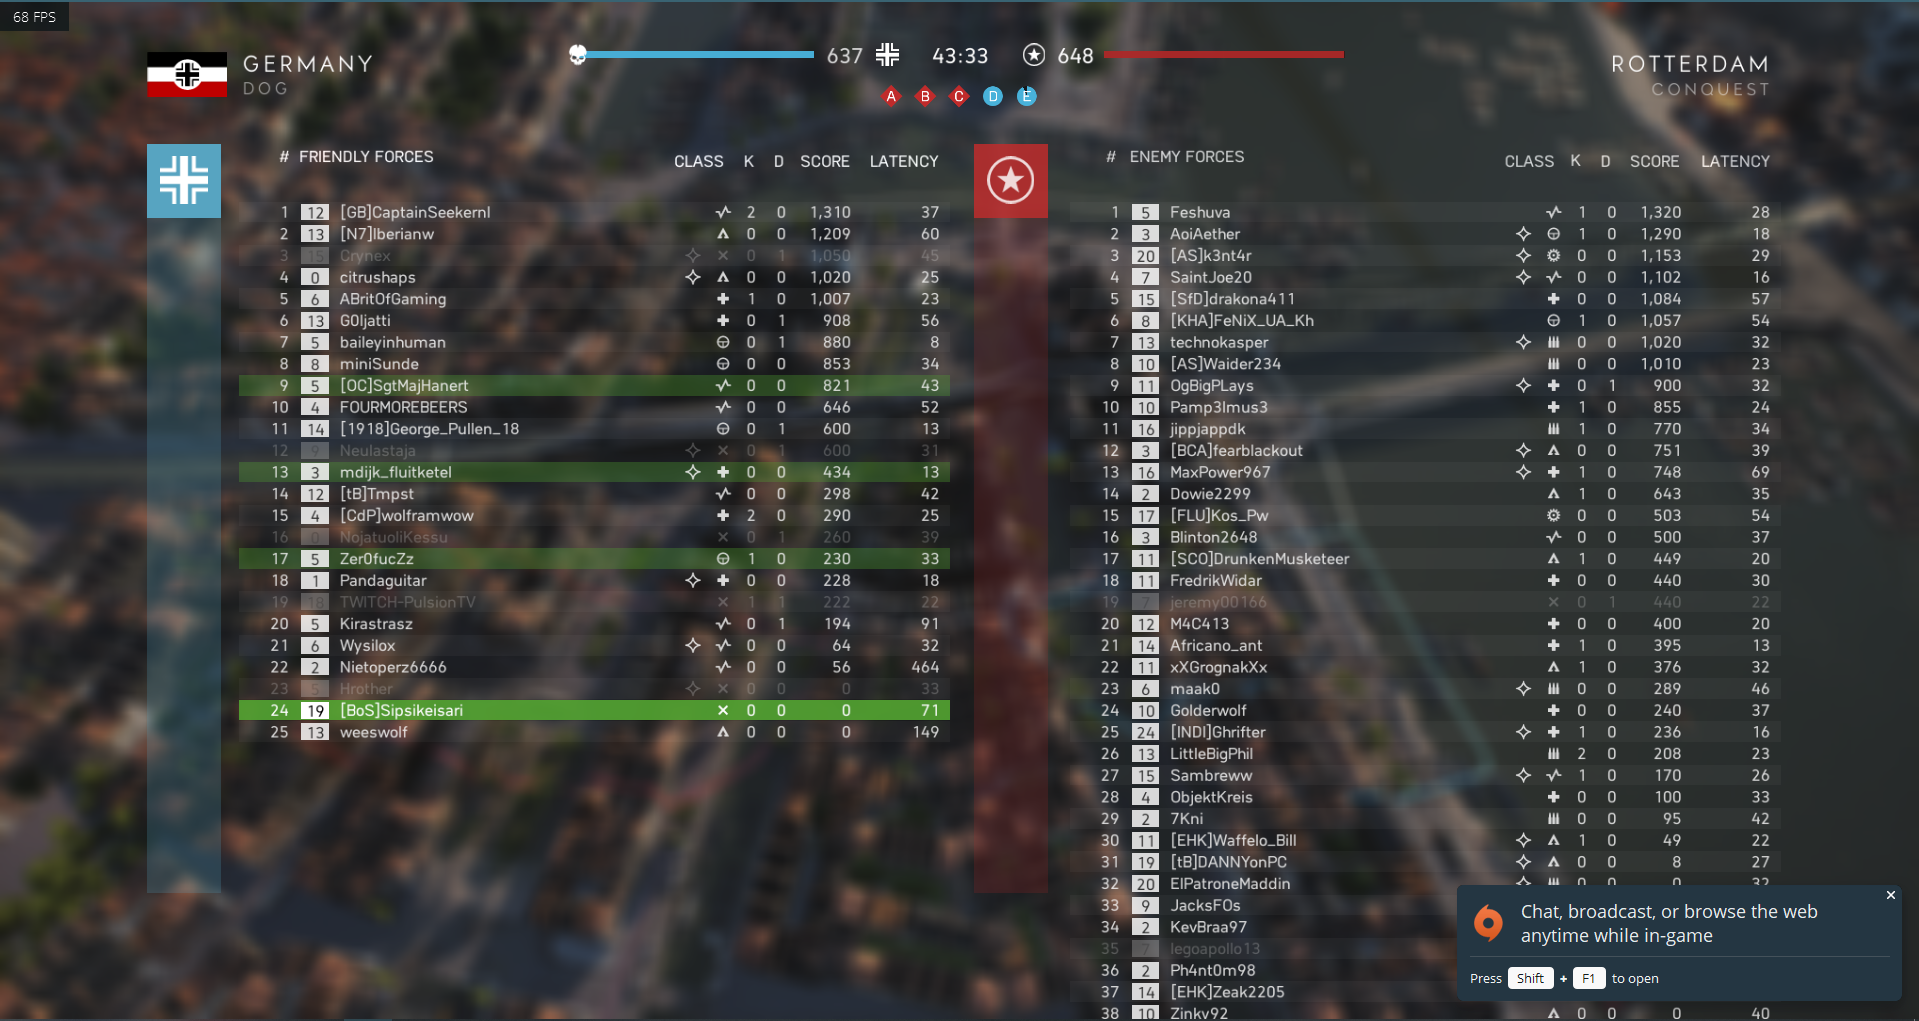 68 FPS
GERMANY
DOG
637 43:33 648
A B C D E
ROTTERDAM
CONQUEST
# FRIENDLY FORCES CLASS K D SCORE LATENCY
1 12 [GB]CaptainSeekernl 2 0 1,310 37
2 13 [N7]Iberianw 0 0 1,209 60
3 15 Crynex 0 1 1,050 45
4 0 citrushaps 0 0 1,020 25
5 6 ABritOfGaming 1 0 1,007 23
6 13 G0ljatti 0 1 908 56
7 5 baileyinhuman 0 1 880 8
8 8 miniSunde 0 0 853 34
9 5 [OC]SgtMajHanert 0 0 821 43
10 4 FOURMOREBEERS 0 0 646 52
11 14 [1918]George_Pullen_18 0 1 600 13
12 9 Neulastaja 0 1 600 31
13 3 mdijk_fluitketel 0 0 434 13
14 12 [tB]Tmpst 0 0 298 42
15 4 [CdP]wolframwow 2 0 290 25
16 0 NojatuoliKessu 0 1 260 39
17 5 Zer0fucZz 1 0 230 33
18 1 Pandaguitar 0 0 228 18
19 18 TWITCH-PulsionTV 1 1 222 22
20 5 Kirastrasz 0 1 194 91
21 6 Wysilox 0 0 64 32
22 2 Nietoperz6666 0 0 56 464
23 5 Hrother 0 0 0 33
24 19 [BoS]Sipsikeisari 0 0 0 71
25 13 weeswolf 0 0 0 149
# ENEMY FORCES CLASS K D SCORE LATENCY
1 5 Feshuva 1 0 1,320 28
2 3 AoiAether 1 0 1,290 18
3 20 [AS]k3nt4r 0 0 1,153 29
4 7 SaintJoe20 0 0 1,102 16
5 15 [SfD]drakona411 0 0 1,084 57
6 8 [KHA]FeNiX_UA_Kh 1 0 1,057 54
7 13 technokasper 1 0 1,020 32
8 10 [AS]Waider234 0 0 1,010 23
9 11 OgBigPLays 0 1 900 32
10 10 Pamp3lmus3 1 0 855 24
11 16 jippjappdk 1 0 770 34
12 3 [BCA]fearblackout 0 0 751 39
13 16 MaxPower967 1 0 748 69
14 2 Dowie2299 1 0 643 35
15 17 [FLU]Kos_Pw 0 0 503 54
16 3 Blinton2648 0 0 500 37
17 11 [SCO]DrunkenMusketeer 1 0 449 20
18 11 FredrikWidar 0 0 440 30
19 7 jeremy00166 0 1 440 22
20 12 M4C413 0 0 400 20
21 14 Africano_ant 1 0 395 13
22 11 xXGrognakXx 1 0 376 32
23 6 maak0 0 0 289 46
24 10 Golderwolf 0 0 240 37
25 24 [INDI]Ghrifter 1 0 236 16
26 13 LittleBigPhil 2 0 208 23
27 15 Sambreww 1 0 170 26
28 4 ObjektKreis 0 0 100 33
29 2 7Kni 0 0 95 42
30 11 [EHK]Waffelo_Bill 1 0 49 22
31 19 [tB]DANNYonPC 0 0 8 27
32 20 ElPatroneMaddin 0 0 0 32
33 9 JacksFOs
34 2 KevBraa97
35 7 legoapollo13
36 2 Ph4nt0m98
37 14 [EHK]Zeak2205
38 10 Zinky92 0 0 0 40
Chat, broadcast, or browse the web
anytime while in-game
Press Shift + F1 to open